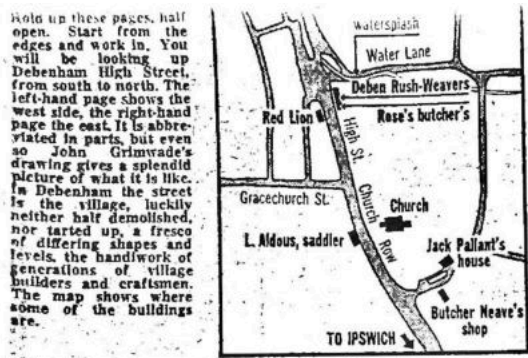 Hold up these pages, half
open. Start from the
edges and work in. You
will be looking up
Debenham High Street,
from south to north. The
left-hand page shows the
west side, the right-hand
page the east. It is abbre-
viated in parts, but even
so John Grimwade's
drawing gives a splendid
picture of what it is like.
In Debenham the street
is the village, luckily
neither half demolished,
nor tarted up, a fresco
of differing shapes and
levels, the handiwork of
generations of village
builders and craftsmen.
The map shows where
some of the buildings
are.
watersplash
Water Lane
Deben Rush-Weavers
Red Lion
Rose's butcher's
High St.
Gracechurch St.
Church
Church Row
L. Aldous, saddler
Jack Pallant's
house
Butcher Neave's
shop
TO IPSWICH